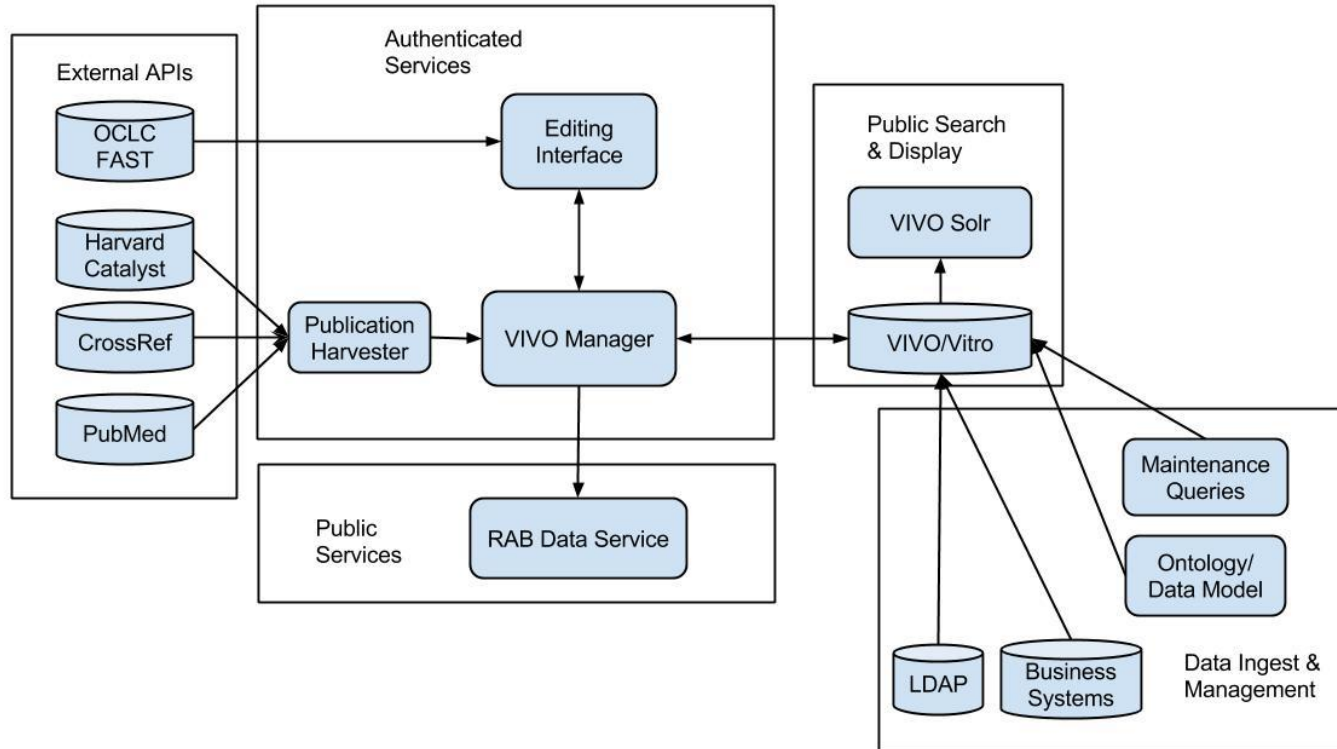 External APIs
OCLC
FAST
Harvard
Catalyst
CrossRef
PubMed
Authenticated
Services
Editing
Interface
Publication
Harvester
VIVO Manager
Public
Services
RAB Data Service
Public Search
& Display
VIVO Solr
VIVO/Vitro
Maintenance
Queries
Ontology/
Data Model
LDAP
Business
Systems
Data Ingest &
Management